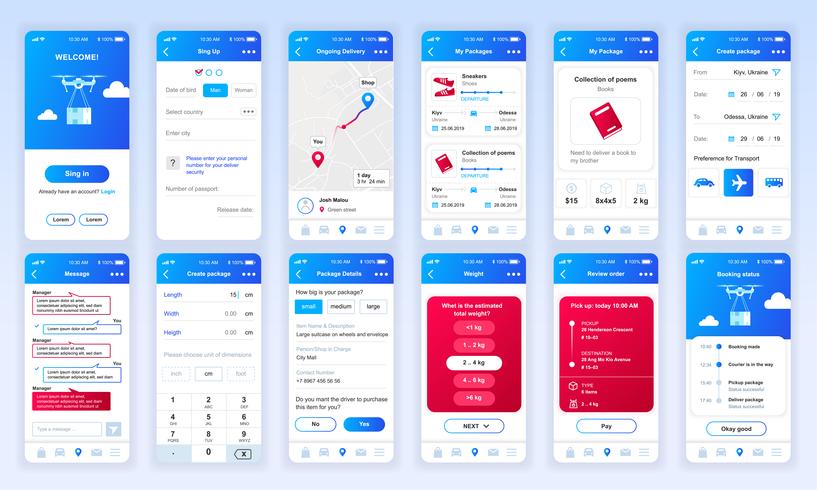 10:30 AM 100%
WELCOME!
Sing in
Already have an account? Login
Lorem Lorem
10:30 AM 100%
Sing Up
Date of bird Man Woman
Select country
Enter city
?
Please enter your personal
number for your deliver
security
Number of passport:
Release date:
10:30 AM 100%
Ongoing Delivery
Shop
You
1 day
3 hr 24 min
Josh Malou
Green street
10:30 AM 100%
My Packages
Sneakers
Shoes
DEPARTURE
Kiyv Odessa
Ukraine Ukraine
25.06.2019 28.06.2019
Collection of poems
Books
DEPARTURE
Kiyv Odessa
Ukraine Ukraine
25.06.2019 28.06.2019
10:30 AM 100%
My Package
Collection of poems
Books
Need to deliver a book to
my brother
$15 8x4x5 2 kg
10:30 AM 100%
Create package
From Kiyv, Ukraine
Date: 26 / 06 / 19
To Odessa, Ukraine
Date: 29 / 06 / 19
Preferemce for Transport
10:30 AM 100%
Message
Manager
Lorem ipsum dolor sit amet,
consectetuer adipiscing elit, sed diam
nonummy nibh euismod tincidunt ut
You
Lorem ipsum dolor sit amet?
Manager
Lorem ipsum dolor sit amet,
consectetuer adipiscing elit, sed diam
You
Lorem ipsum dolor sit amet,
consectetuer adipiscing elit, sed diam
Manager
Lorem ipsum dolor sit amet,
consectetuer adipiscing elit, sed diam
nonummy nibh euismod tincidunt ut
Type a message ...
10:30 AM 100%
Create package
Length 15 cm
Width 0.00 cm
Heigth 0.00 cm
Please choose unit of dimensions
inch cm foot
1 2 3
ABC DEF
4 5 6
GHI JKL MNO
7 8 9
PQRS TUV WXYZ
. 0 X
10:30 AM 100%
Package Details
How big is your package?
small medium large
Item Name & Description
Large suitcase on wheels and envelope
Person/Shop in Charge
City Mall
Contact Number
+7 8967 456 56 56
Do you want the driver to purchase
this item for you?
No Yes
10:30 AM 100%
Weight
What is the estimated
total weight?
<1 kg
1 .. 2 kg
2 .. 4 kg
4 .. 6 kg
>6 kg
NEXT
10:30 AM 100%
Review order
Pick up: today 10:00 AM
PICKUP
26 Henderson Crescent
# 19-03
DESTINATION
28 Ang Mo Kio Avenue
# 15-03
TYPE
6 items
2 .. 4 kg
Pay
10:30 AM 100%
Booking status
10:40 Booking made
12:34 Courier is in the way
15:40 Pickup package
Status successful
17:40 Deliver package
Status successful
Okay good